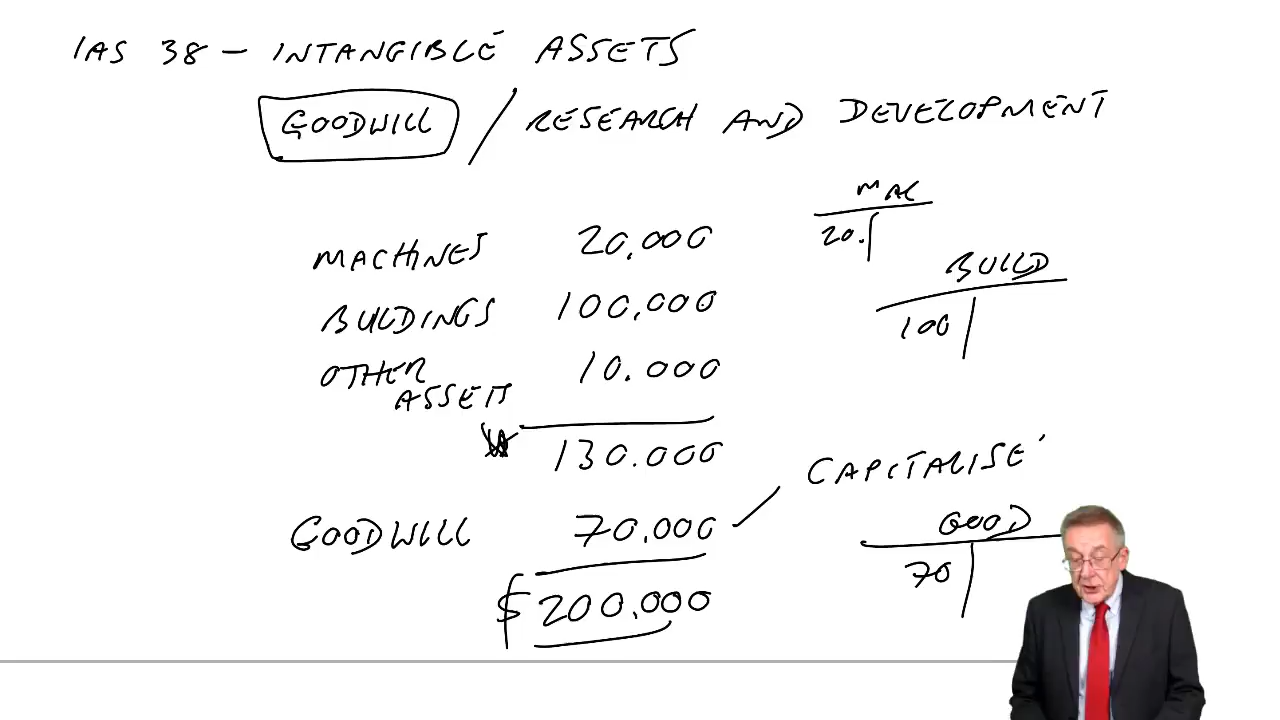 IAS 38 - INTANGIBLE ASSETS
GOODWILL / RESEARCH AND DEVELOPMENT
MAC
20.
MACHINES 20,000
BUILD
100
BUILDINGS 100,000
OTHER ASSETS 10.000
130.000
CAPITALISE'
GOODWILL 70.000
GOOD
70
$200,000